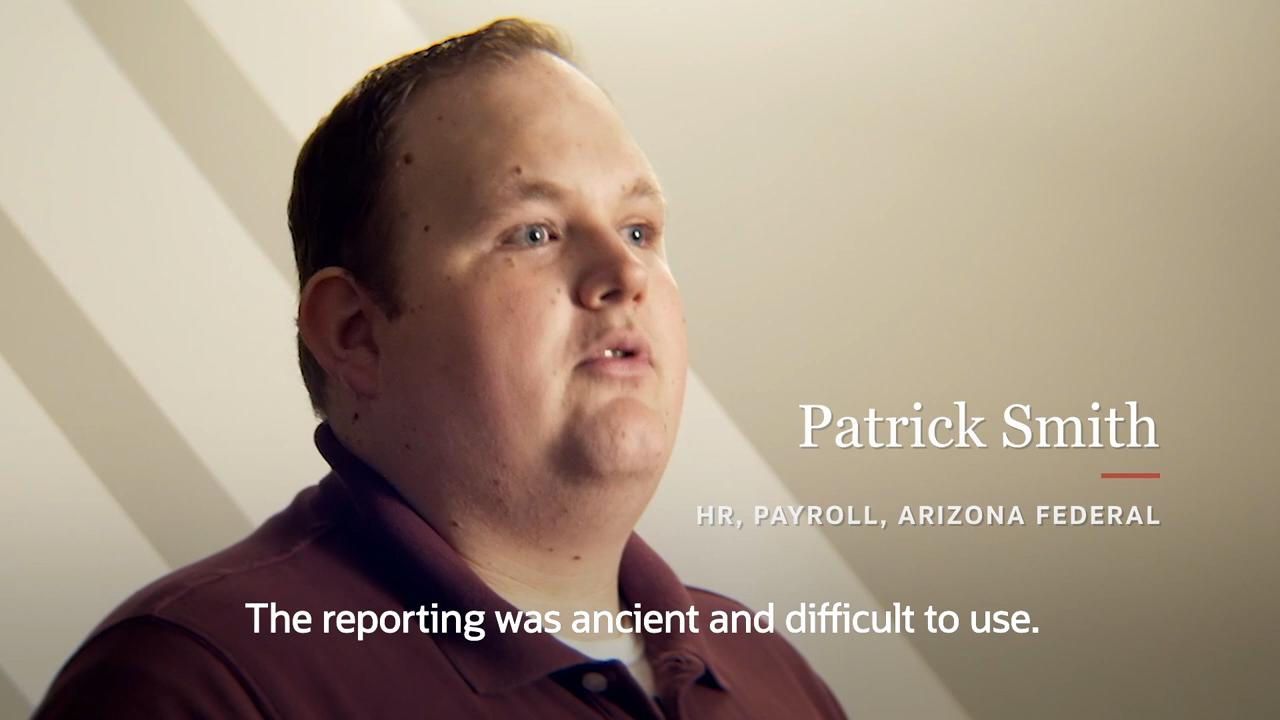 Patrick Smith
HR, PAYROLL, ARIZONA FEDERAL
The reporting was ancient and difficult to use.